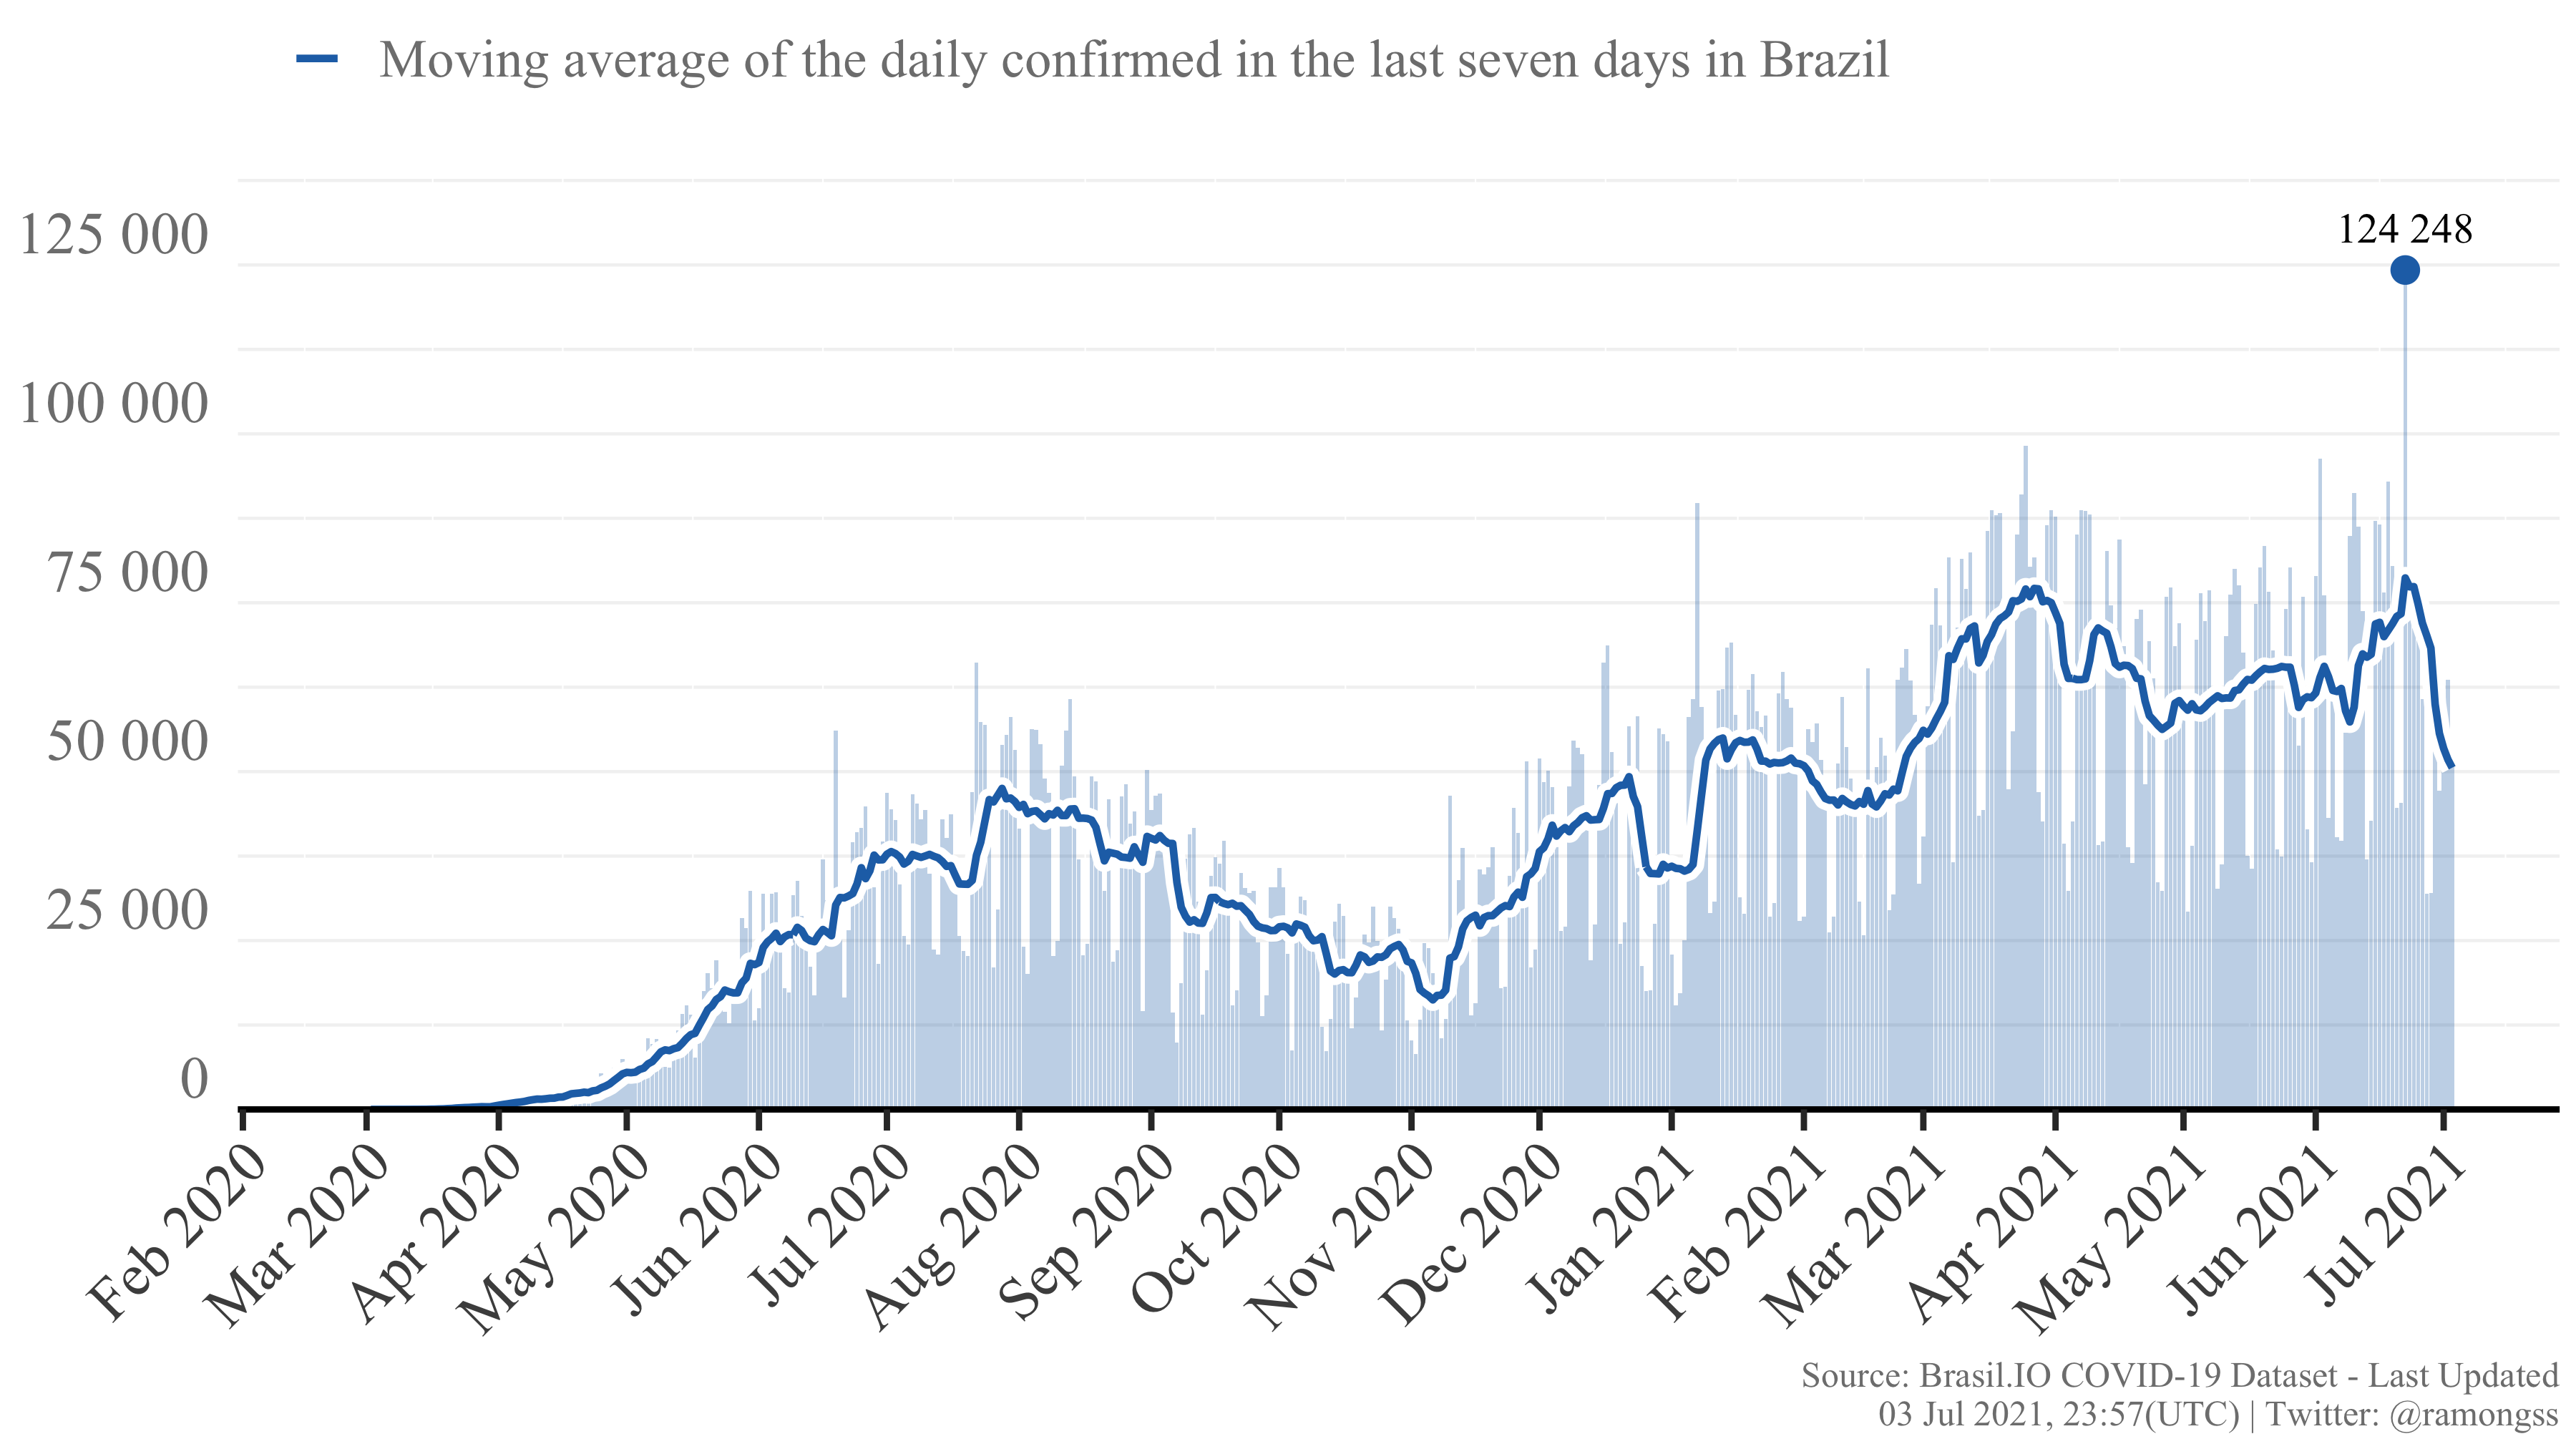 Moving average of the daily confirmed in the last seven days in Brazil
124 248
125 000
100 000
75 000
50 000
25 000
0
Feb 2020
Mar 2020
Apr 2020
May 2020
Jun 2020
Jul 2020
Aug 2020
Sep 2020
Oct 2020
Nov 2020
Dec 2020
Jan 2021
Feb 2021
Mar 2021
Apr 2021
May 2021
Jun 2021
Jul 2021
Source: Brasil.IO COVID-19 Dataset - Last Updated
03 Jul 2021, 23:57(UTC) | Twitter: @ramongss